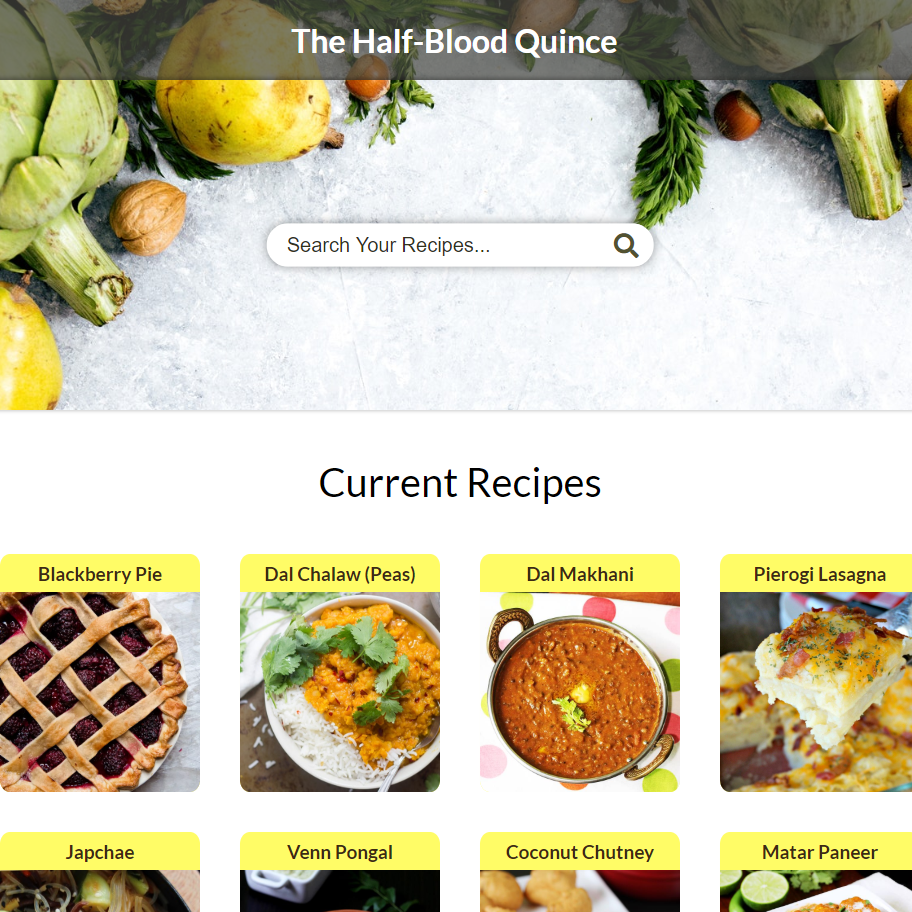 The Half-Blood Quince
Search Your Recipes...
Current Recipes
Blackberry Pie
Dal Chalaw (Peas)
Dal Makhani
Pierogi Lasagna
Japchae
Venn Pongal
Coconut Chutney
Matar Paneer